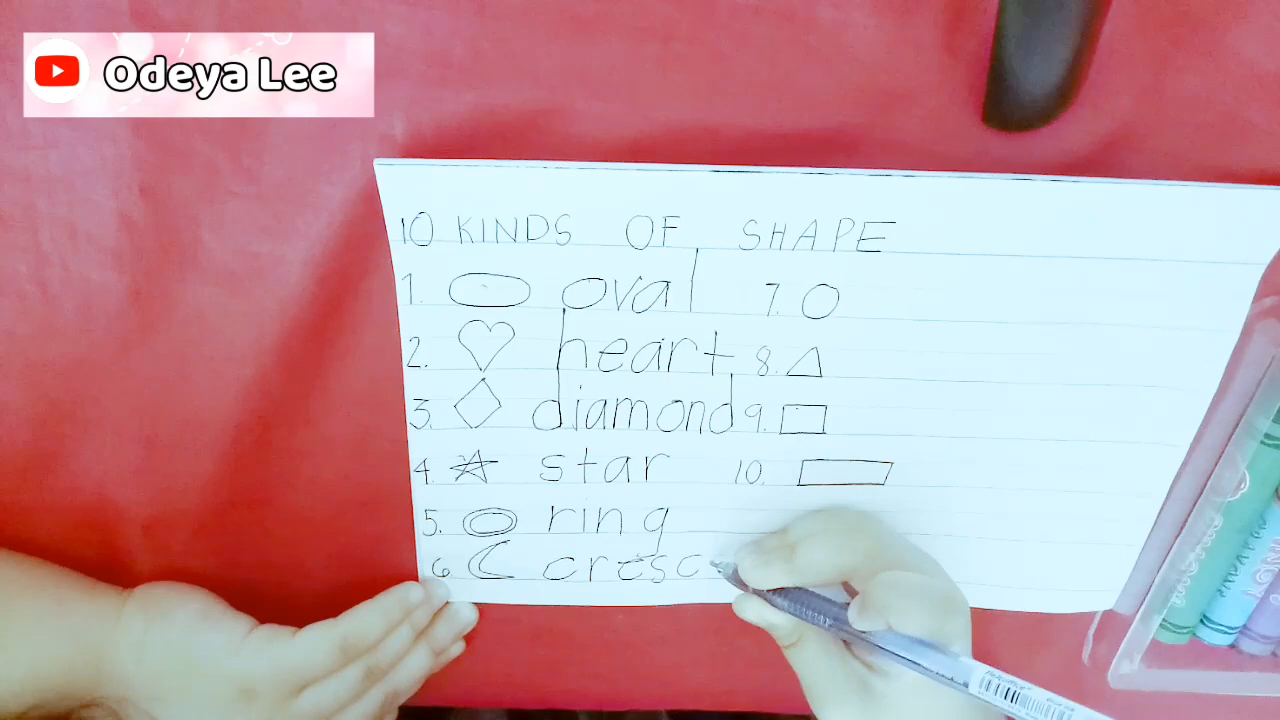 Odeya Lee
10 KINDS OF SHAPE
1. oval 7.
2. heart 8.
3. diamond 9.
4. star 10.
5. ring
6 cresc